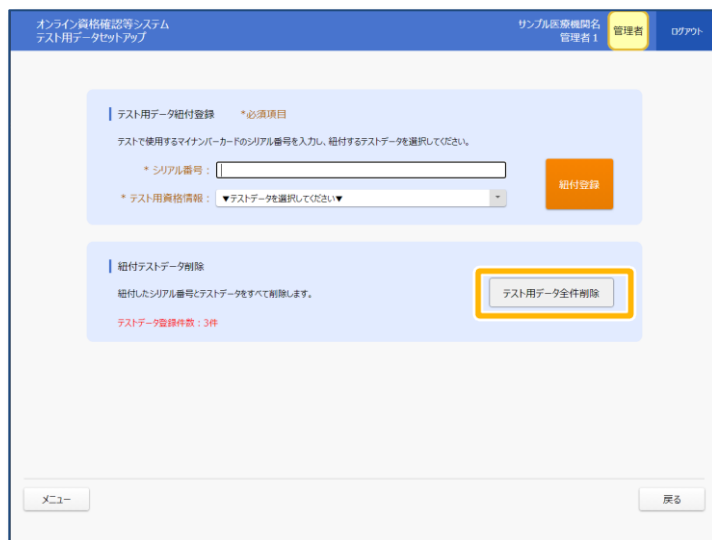 オンライン資格確認等システム
テスト用データセットアップ
サンプル医療機関名
管理者1
管理者
ログアウト
テスト用データ紐付登録 *必須項目
テストで使用するマイナンバーカードのシリアル番号を入力し、紐付するテストデータを選択してください。
* シリアル番号：
* テスト用資格情報： ▼テストデータを選択してください▼
紐付登録
紐付テストデータ削除
紐付したシリアル番号とテストデータをすべて削除します。
テスト用データ全件削除
テストデータ登録件数：3件
メニュー
戻る